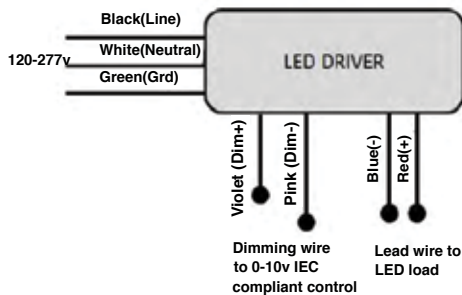 Black(Line)
120-277v
White(Neutral)
Green(Grd)
LED DRIVER
Violet (Dim+)
Pink (Dim-)
Blue(-)
Red(+)
Dimming wire
to 0-10v IEC
compliant control
Lead wire to
LED load